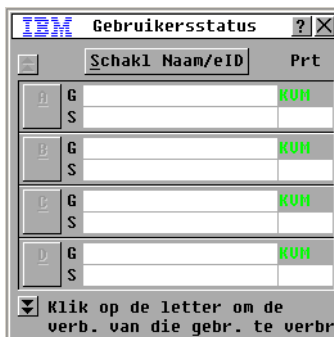 IBM Gebruikersstatus ? X
Schakl Naam/eID Prt
A G KVM
S
B G KVM
S
C G KVM
S
D G KVM
S
Klik op de letter om de
verb. van die gebr. te verbr